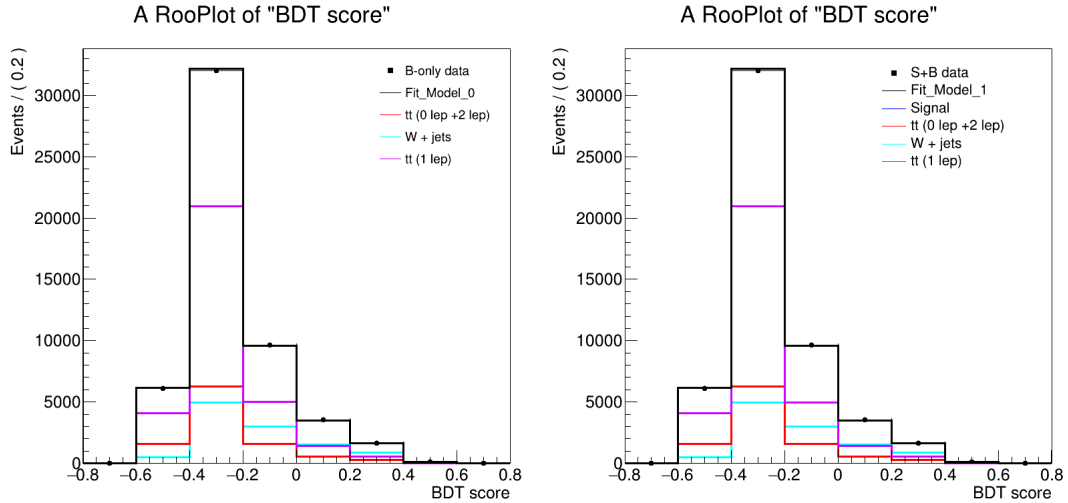 A RooPlot of "BDT score"
Events / ( 0.2 )
30000
25000
20000
15000
10000
5000
0
−0.8 −0.6 −0.4 −0.2 0 0.2 0.4 0.6 0.8
BDT score
B-only data
Fit_Model_0
tt (0 lep +2 lep)
W + jets
tt (1 lep)
A RooPlot of "BDT score"
Events / ( 0.2 )
30000
25000
20000
15000
10000
5000
0
−0.8 −0.6 −0.4 −0.2 0 0.2 0.4 0.6 0.8
BDT score
S+B data
Fit_Model_1
Signal
tt (0 lep +2 lep)
W + jets
tt (1 lep)